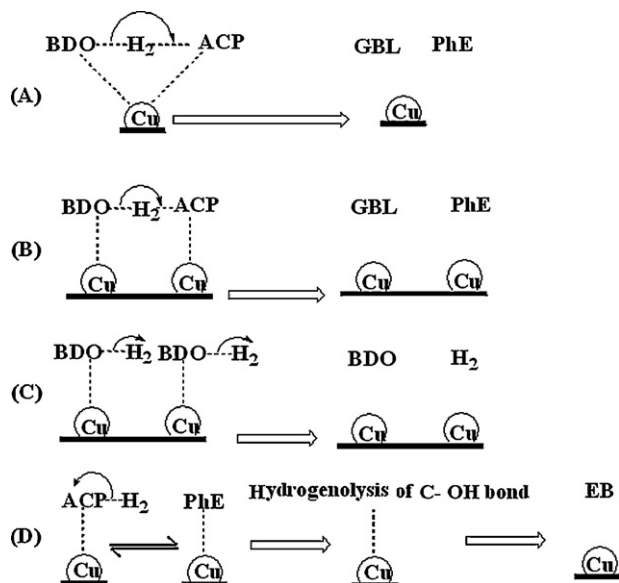 BDO H2 ACP GBL PhE
(A)
Cu Cu
BDO H2 ACP GBL PhE
(B)
Cu Cu Cu Cu
BDO H2 BDO H2 BDO H2
(C)
Cu Cu Cu Cu
ACP H2 PhE Hydrogenolysis of C- OH bond EB
(D)
Cu Cu Cu Cu